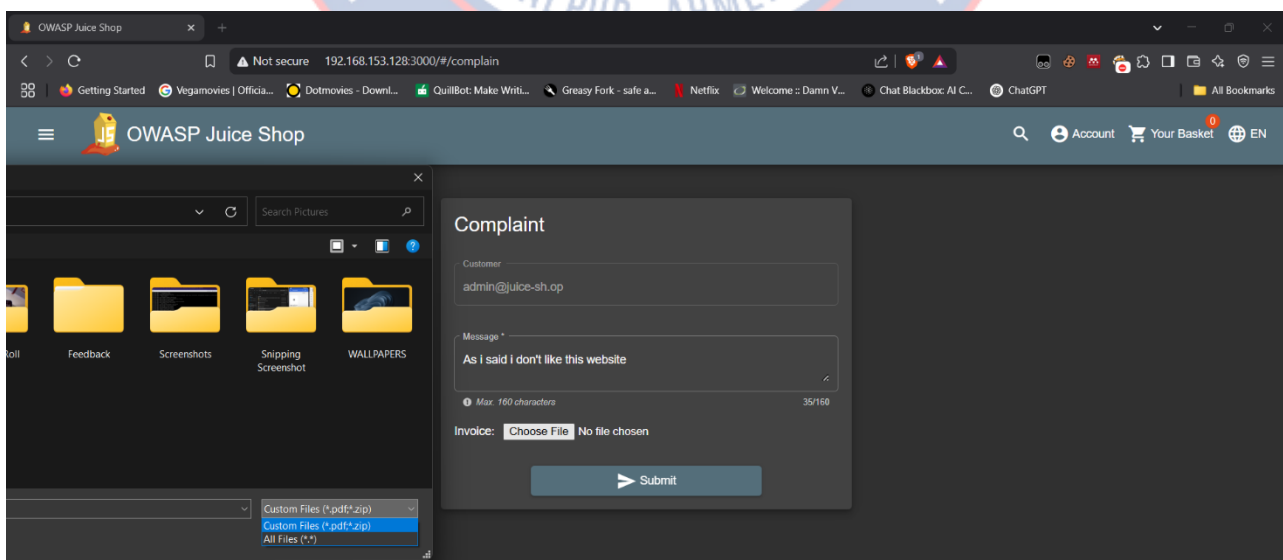 OWASP Juice Shop
Not secure 192.168.153.128:3000/#/complain
Getting Started
Vegamovies | Officia...
Dotmovies - Downl...
QuillBot: Make Writi...
Greasy Fork - safe a...
Netflix
Welcome :: Damn V...
Chat Blackbox: AI C...
ChatGPT
All Bookmarks
OWASP Juice Shop
Account
0
Your Basket
EN
Search Pictures
Roll
Feedback
Screenshots
Snipping
Screenshot
WALLPAPERS
Custom Files (*.pdf;*.zip)
Custom Files (*.pdf;*.zip)
All Files (*.*)
Complaint
Customer
admin@juice-sh.op
Message *
As i said i don't like this website
Max. 160 characters
35/160
Invoice: Choose File No file chosen
Submit